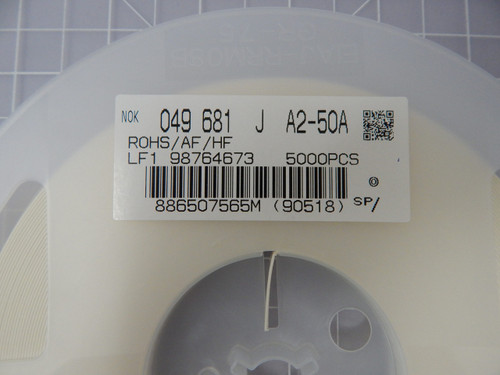 NOK 049 681 J A2-50A
ROHS/AF/HF
LF1 98764673 5000PCS
886507565M (90518) SP/